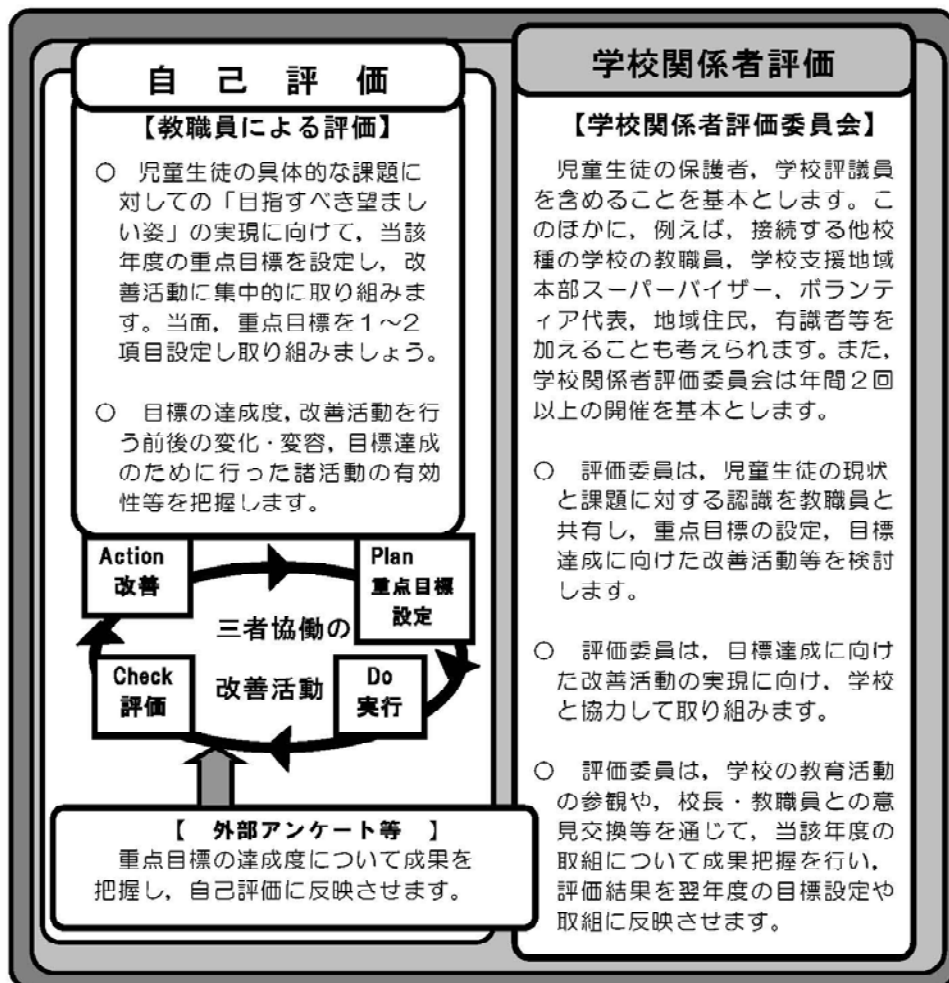 自己評価
【教職員による評価】
○ 児童生徒の具体的な課題に
対しての「目指すべき望まし
い姿」の実現に向けて，当該
年度の重点目標を設定し，改
善活動に集中的に取り組みま
す。当面，重点目標を１～２
項目設定し取り組みましょう。
○ 目標の達成度，改善活動を行
う前後の変化・変容，目標達成
のために行った諸活動の有効
性等を把握します。
Action
改善
Plan
重点目標
設定
三者協働の
改善活動
Check
評価
Do
実行
【 外部アンケート等 】
重点目標の達成度について成果を
把握し，自己評価に反映させます。
学校関係者評価
【学校関係者評価委員会】
児童生徒の保護者，学校評議員
を含めることを基本とします。こ
のほかに，例えば，接続する他校
種の学校の教職員，学校支援地域
本部スーパーバイザー，ボランテ
ィア代表，地域住民，有識者等を
加えることも考えられます。また，
学校関係者評価委員会は年間２回
以上の開催を基本とします。
○ 評価委員は，児童生徒の現状
と課題に対する認識を教職員と
共有し，重点目標の設定，目標
達成に向けた改善活動等を検討
します。
○ 評価委員は，目標達成に向け
た改善活動の実現に向け，学校
と協力して取り組みます。
○ 評価委員は，学校の教育活動
の参観や，校長・教職員との意
見交換等を通じて，当該年度の
取組について成果把握を行い，
評価結果を翌年度の目標設定や
取組に反映させます。